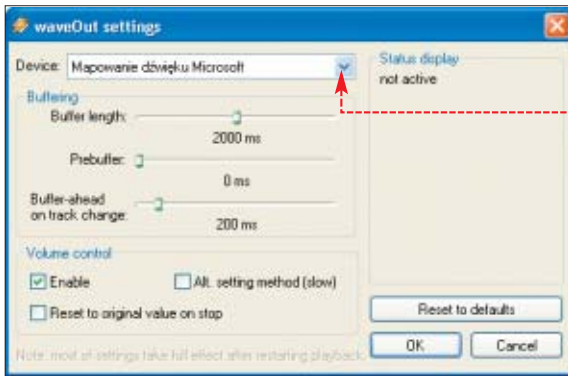 waveOut settings
Device: Mapowanie dźwięku Microsoft
Buffering
Buffer length:
2000 ms
Prebuffer:
0 ms
Buffer-ahead
on track change:
200 ms
Volume control
Enable
Alt. setting method (slow)
Reset to original value on stop
Note: most of settings take full effect after restarting playback
Status display
not active
Reset to defaults
OK
Cancel